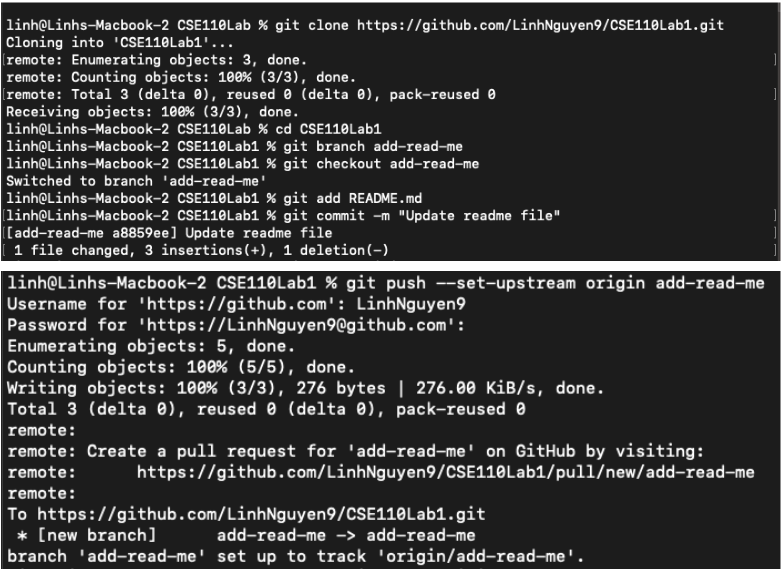 linh@Linhs-Macbook-2 CSE110Lab % git clone https://github.com/LinhNguyen9/CSE110Lab1.git
Cloning into 'CSE110Lab1'...
[remote: Enumerating objects: 3, done. ]
remote: Counting objects: 100% (3/3), done.
[remote: Total 3 (delta 0), reused 0 (delta 0), pack-reused 0 ]
Receiving objects: 100% (3/3), done.
linh@Linhs-Macbook-2 CSE110Lab % cd CSE110Lab1
linh@Linhs-Macbook-2 CSE110Lab1 % git branch add-read-me
linh@Linhs-Macbook-2 CSE110Lab1 % git checkout add-read-me
Switched to branch 'add-read-me'
linh@Linhs-Macbook-2 CSE110Lab1 % git add README.md
[linh@Linhs-Macbook-2 CSE110Lab1 % git commit -m "Update readme file" ]
[[add-read-me a8859ee] Update readme file ]
[ 1 file changed, 3 insertions(+), 1 deletion(-) ]
linh@Linhs-Macbook-2 CSE110Lab1 % git push --set-upstream origin add-read-me
Username for 'https://github.com': LinhNguyen9
Password for 'https://LinhNguyen9@github.com':
Enumerating objects: 5, done.
Counting objects: 100% (5/5), done.
Writing objects: 100% (3/3), 276 bytes | 276.00 KiB/s, done.
Total 3 (delta 0), reused 0 (delta 0), pack-reused 0
remote:
remote: Create a pull request for 'add-read-me' on GitHub by visiting:
remote:      https://github.com/LinhNguyen9/CSE110Lab1/pull/new/add-read-me
remote:
To https://github.com/LinhNguyen9/CSE110Lab1.git
 * [new branch]      add-read-me -> add-read-me
branch 'add-read-me' set up to track 'origin/add-read-me'.